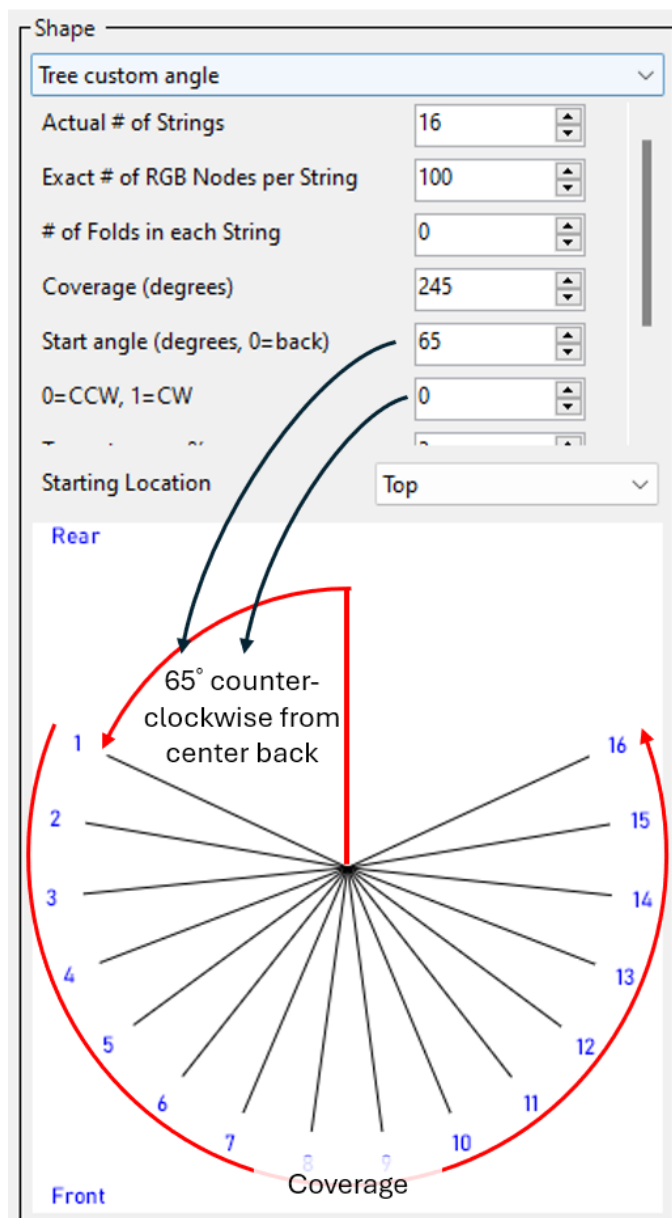 Shape
Tree custom angle
Actual # of Strings 16
Exact # of RGB Nodes per String 100
# of Folds in each String 0
Coverage (degrees) 245
Start angle (degrees, 0=back) 65
0=CCW, 1=CW 0
Starting Location Top
Rear
65° counter-
clockwise from
center back
1 16
2 15
3 14
4 13
5 12
6 11
7 10
8 9
Coverage
Front